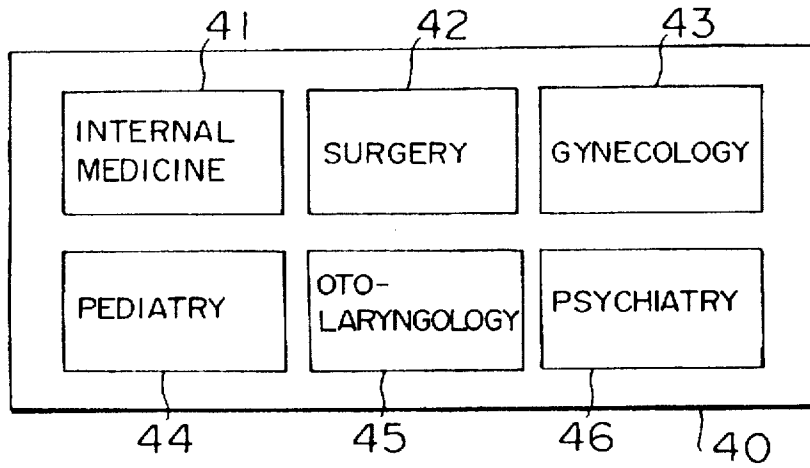 41 42 43
INTERNAL
MEDICINE
SURGERY
GYNECOLOGY
PEDIATRY
OTO-
LARYNGOLOGY
PSYCHIATRY
44 45 46 40